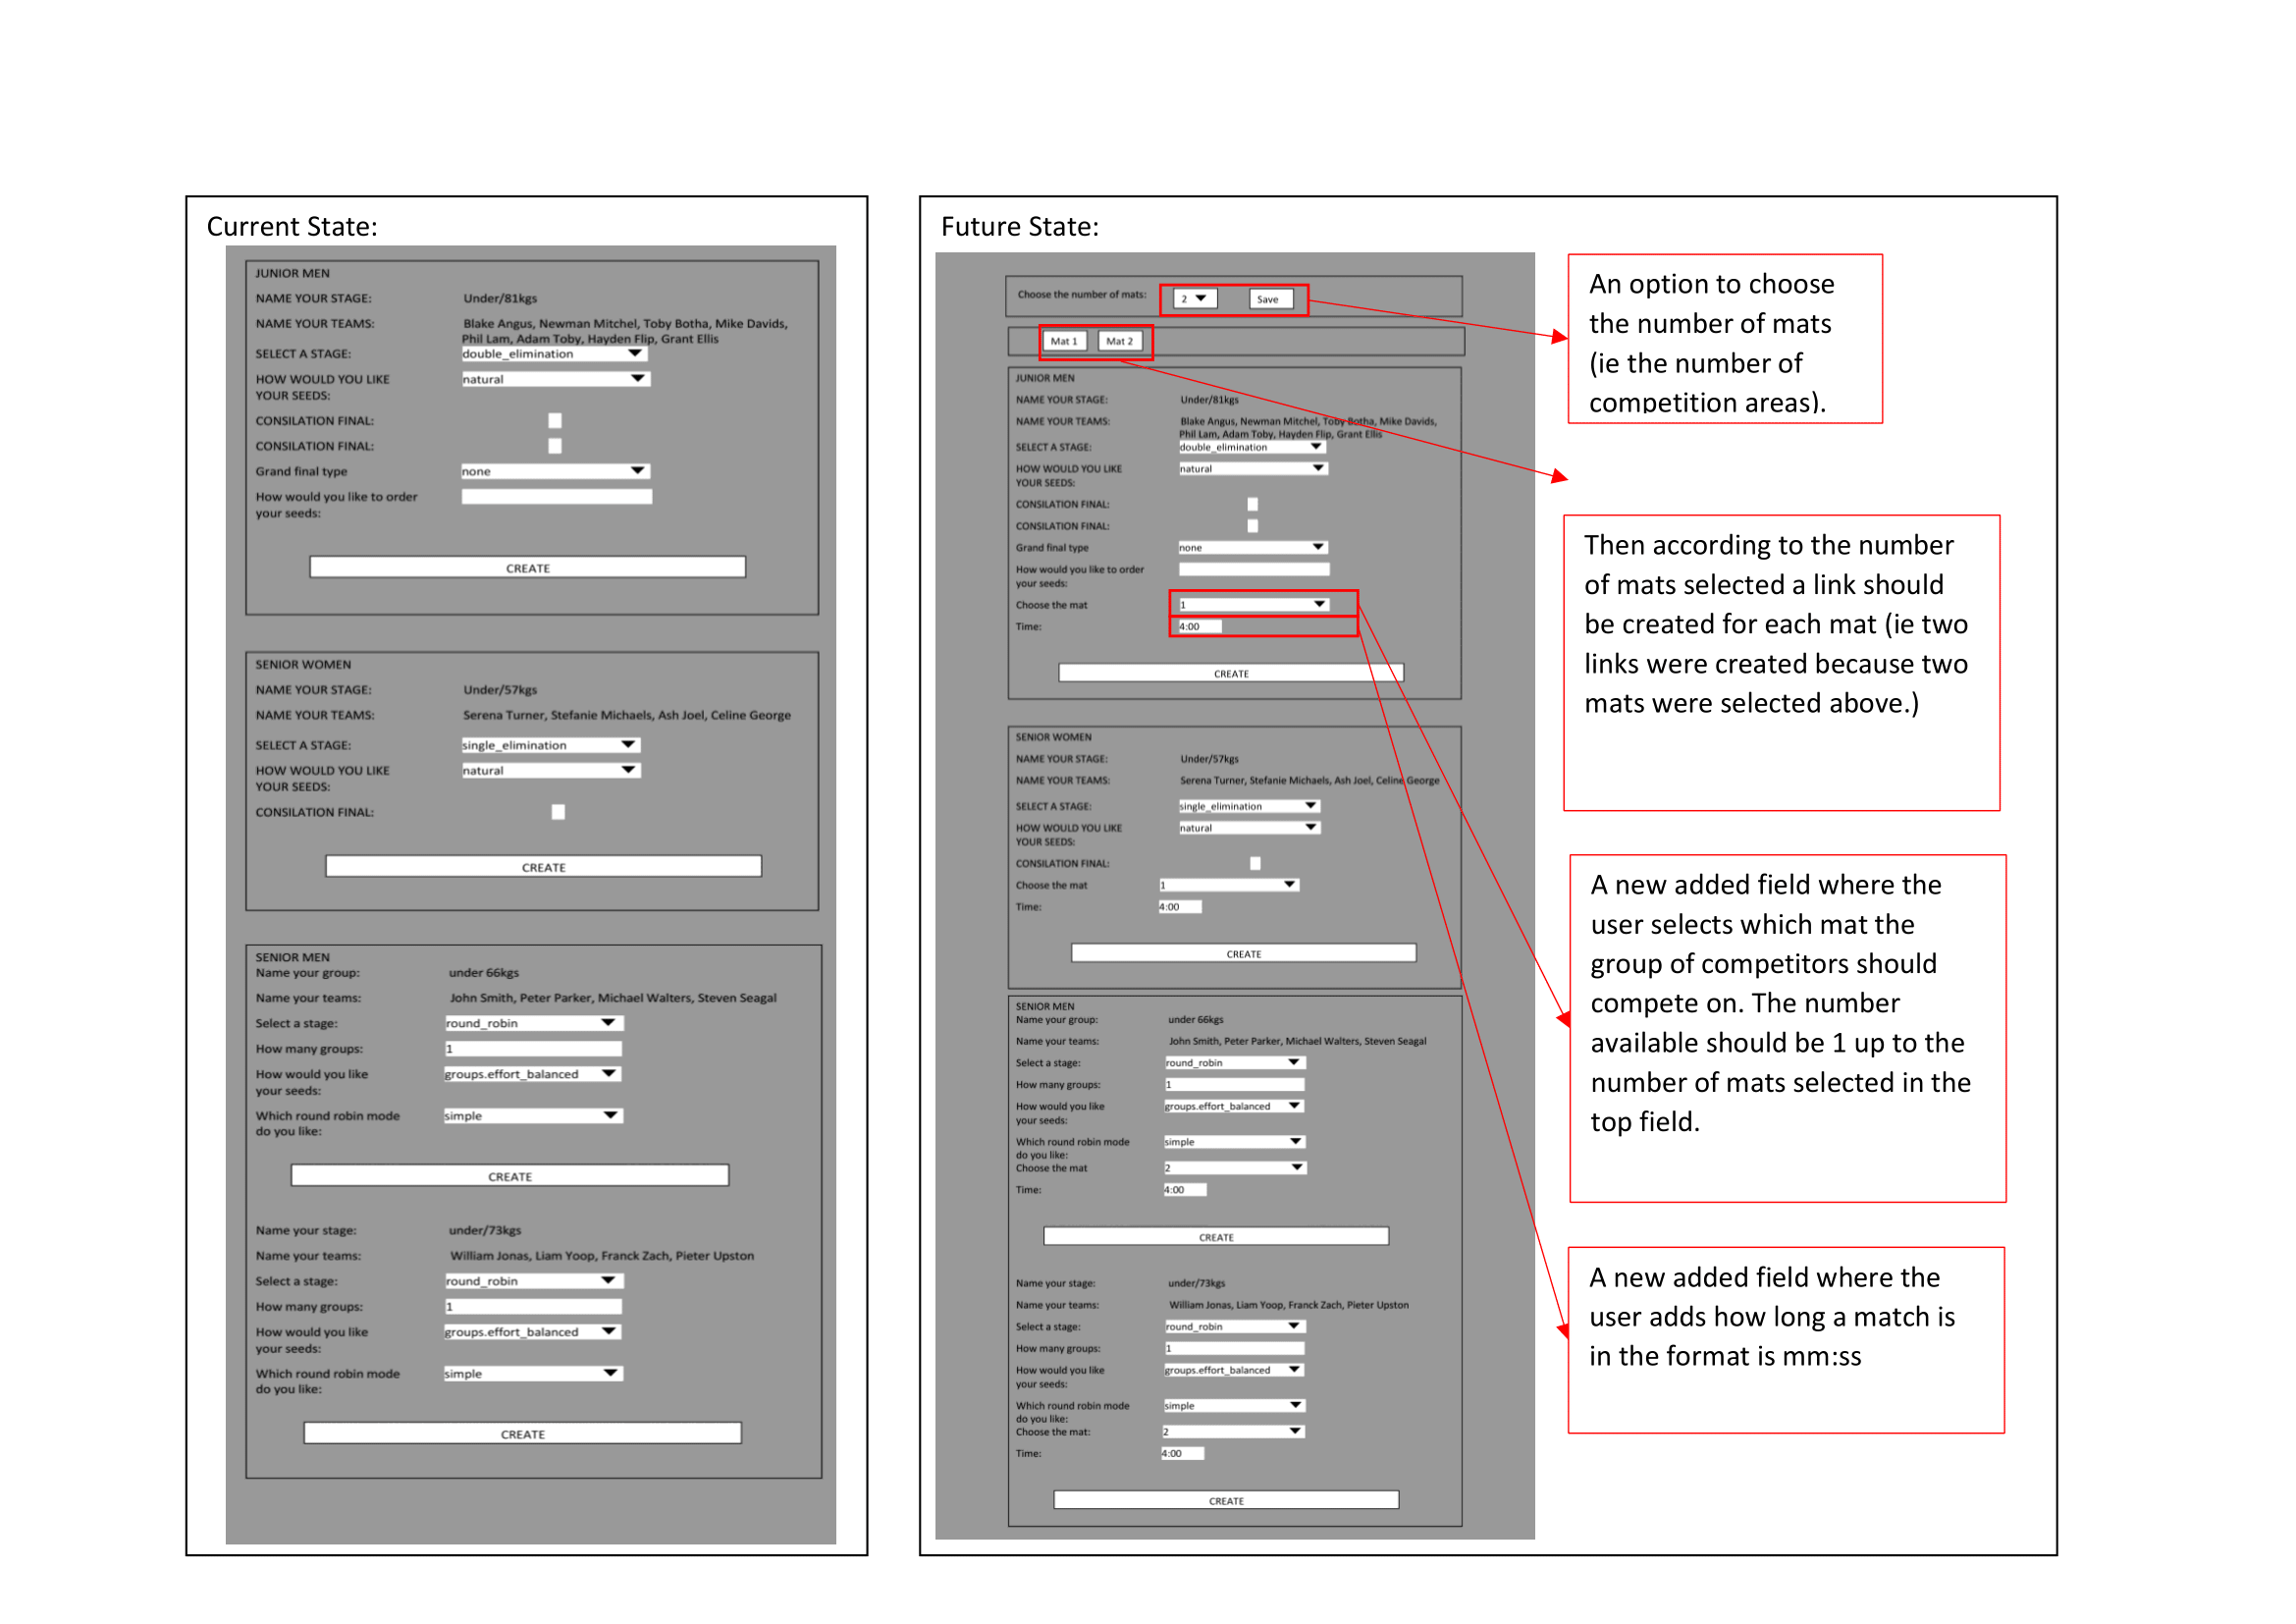 Current State:
JUNIOR MEN
NAME YOUR STAGE: Under/81kgs
NAME YOUR TEAMS: Blake Angus, Newman Mitchel, Toby Botha, Mike Davids,
Phil Lam, Adam Toby, Hayden Flip, Grant Ellis
SELECT A STAGE: double_elimination
HOW WOULD YOU LIKE natural
YOUR SEEDS:
CONSILATION FINAL:
CONSILATION FINAL:
Grand final type none
How would you like to order
your seeds:
CREATE
SENIOR WOMEN
NAME YOUR STAGE: Under/57kgs
NAME YOUR TEAMS: Serena Turner, Stefanie Michaels, Ash Joel, Celine George
SELECT A STAGE: single_elimination
HOW WOULD YOU LIKE natural
YOUR SEEDS:
CONSILATION FINAL:
CREATE
SENIOR MEN
Name your group: under 66kgs
Name your teams: John Smith, Peter Parker, Michael Walters, Steven Seagal
Select a stage: round_robin
How many groups: 1
How would you like groups.effort_balanced
your seeds:
Which round robin mode simple
do you like:
CREATE
Name your stage: under/73kgs
Name your teams: William Jonas, Liam Yoop, Franck Zach, Pieter Upston
Select a stage: round_robin
How many groups: 1
How would you like groups.effort_balanced
your seeds:
Which round robin mode simple
do you like:
CREATE
Future State:
Choose the number of mats: 2 Save
Mat 1 Mat 2
JUNIOR MEN
NAME YOUR STAGE: Under/81kgs
NAME YOUR TEAMS: Blake Angus, Newman Mitchel, Toby Botha, Mike Davids,
Phil Lam, Adam Toby, Hayden Flip, Grant Ellis
SELECT A STAGE: double_elimination
HOW WOULD YOU LIKE natural
YOUR SEEDS:
CONSILATION FINAL:
CONSILATION FINAL:
Grand final type none
How would you like to order
your seeds:
Choose the mat 1
Time: 4:00
CREATE
SENIOR WOMEN
NAME YOUR STAGE: Under/57kgs
NAME YOUR TEAMS: Serena Turner, Stefanie Michaels, Ash Joel, Celine George
SELECT A STAGE: single_elimination
HOW WOULD YOU LIKE natural
YOUR SEEDS:
CONSILATION FINAL:
Choose the mat 1
Time: 4:00
CREATE
SENIOR MEN
Name your group: under 66kgs
Name your teams: John Smith, Peter Parker, Michael Walters, Steven Seagal
Select a stage: round_robin
How many groups: 1
How would you like groups.effort_balanced
your seeds:
Which round robin mode simple
do you like:
Choose the mat 2
Time: 4:00
CREATE
Name your stage: under/73kgs
Name your teams: William Jonas, Liam Yoop, Franck Zach, Pieter Upston
Select a stage: round_robin
How many groups: 1
How would you like groups.effort_balanced
your seeds:
Which round robin mode simple
do you like:
Choose the mat: 2
Time: 4:00
CREATE
An option to choose
the number of mats
(ie the number of
competition areas).
Then according to the number
of mats selected a link should
be created for each mat (ie two
links were created because two
mats were selected above.)
A new added field where the
user selects which mat the
group of competitors should
compete on. The number
available should be 1 up to the
number of mats selected in the
top field.
A new added field where the
user adds how long a match is
in the format is mm:ss